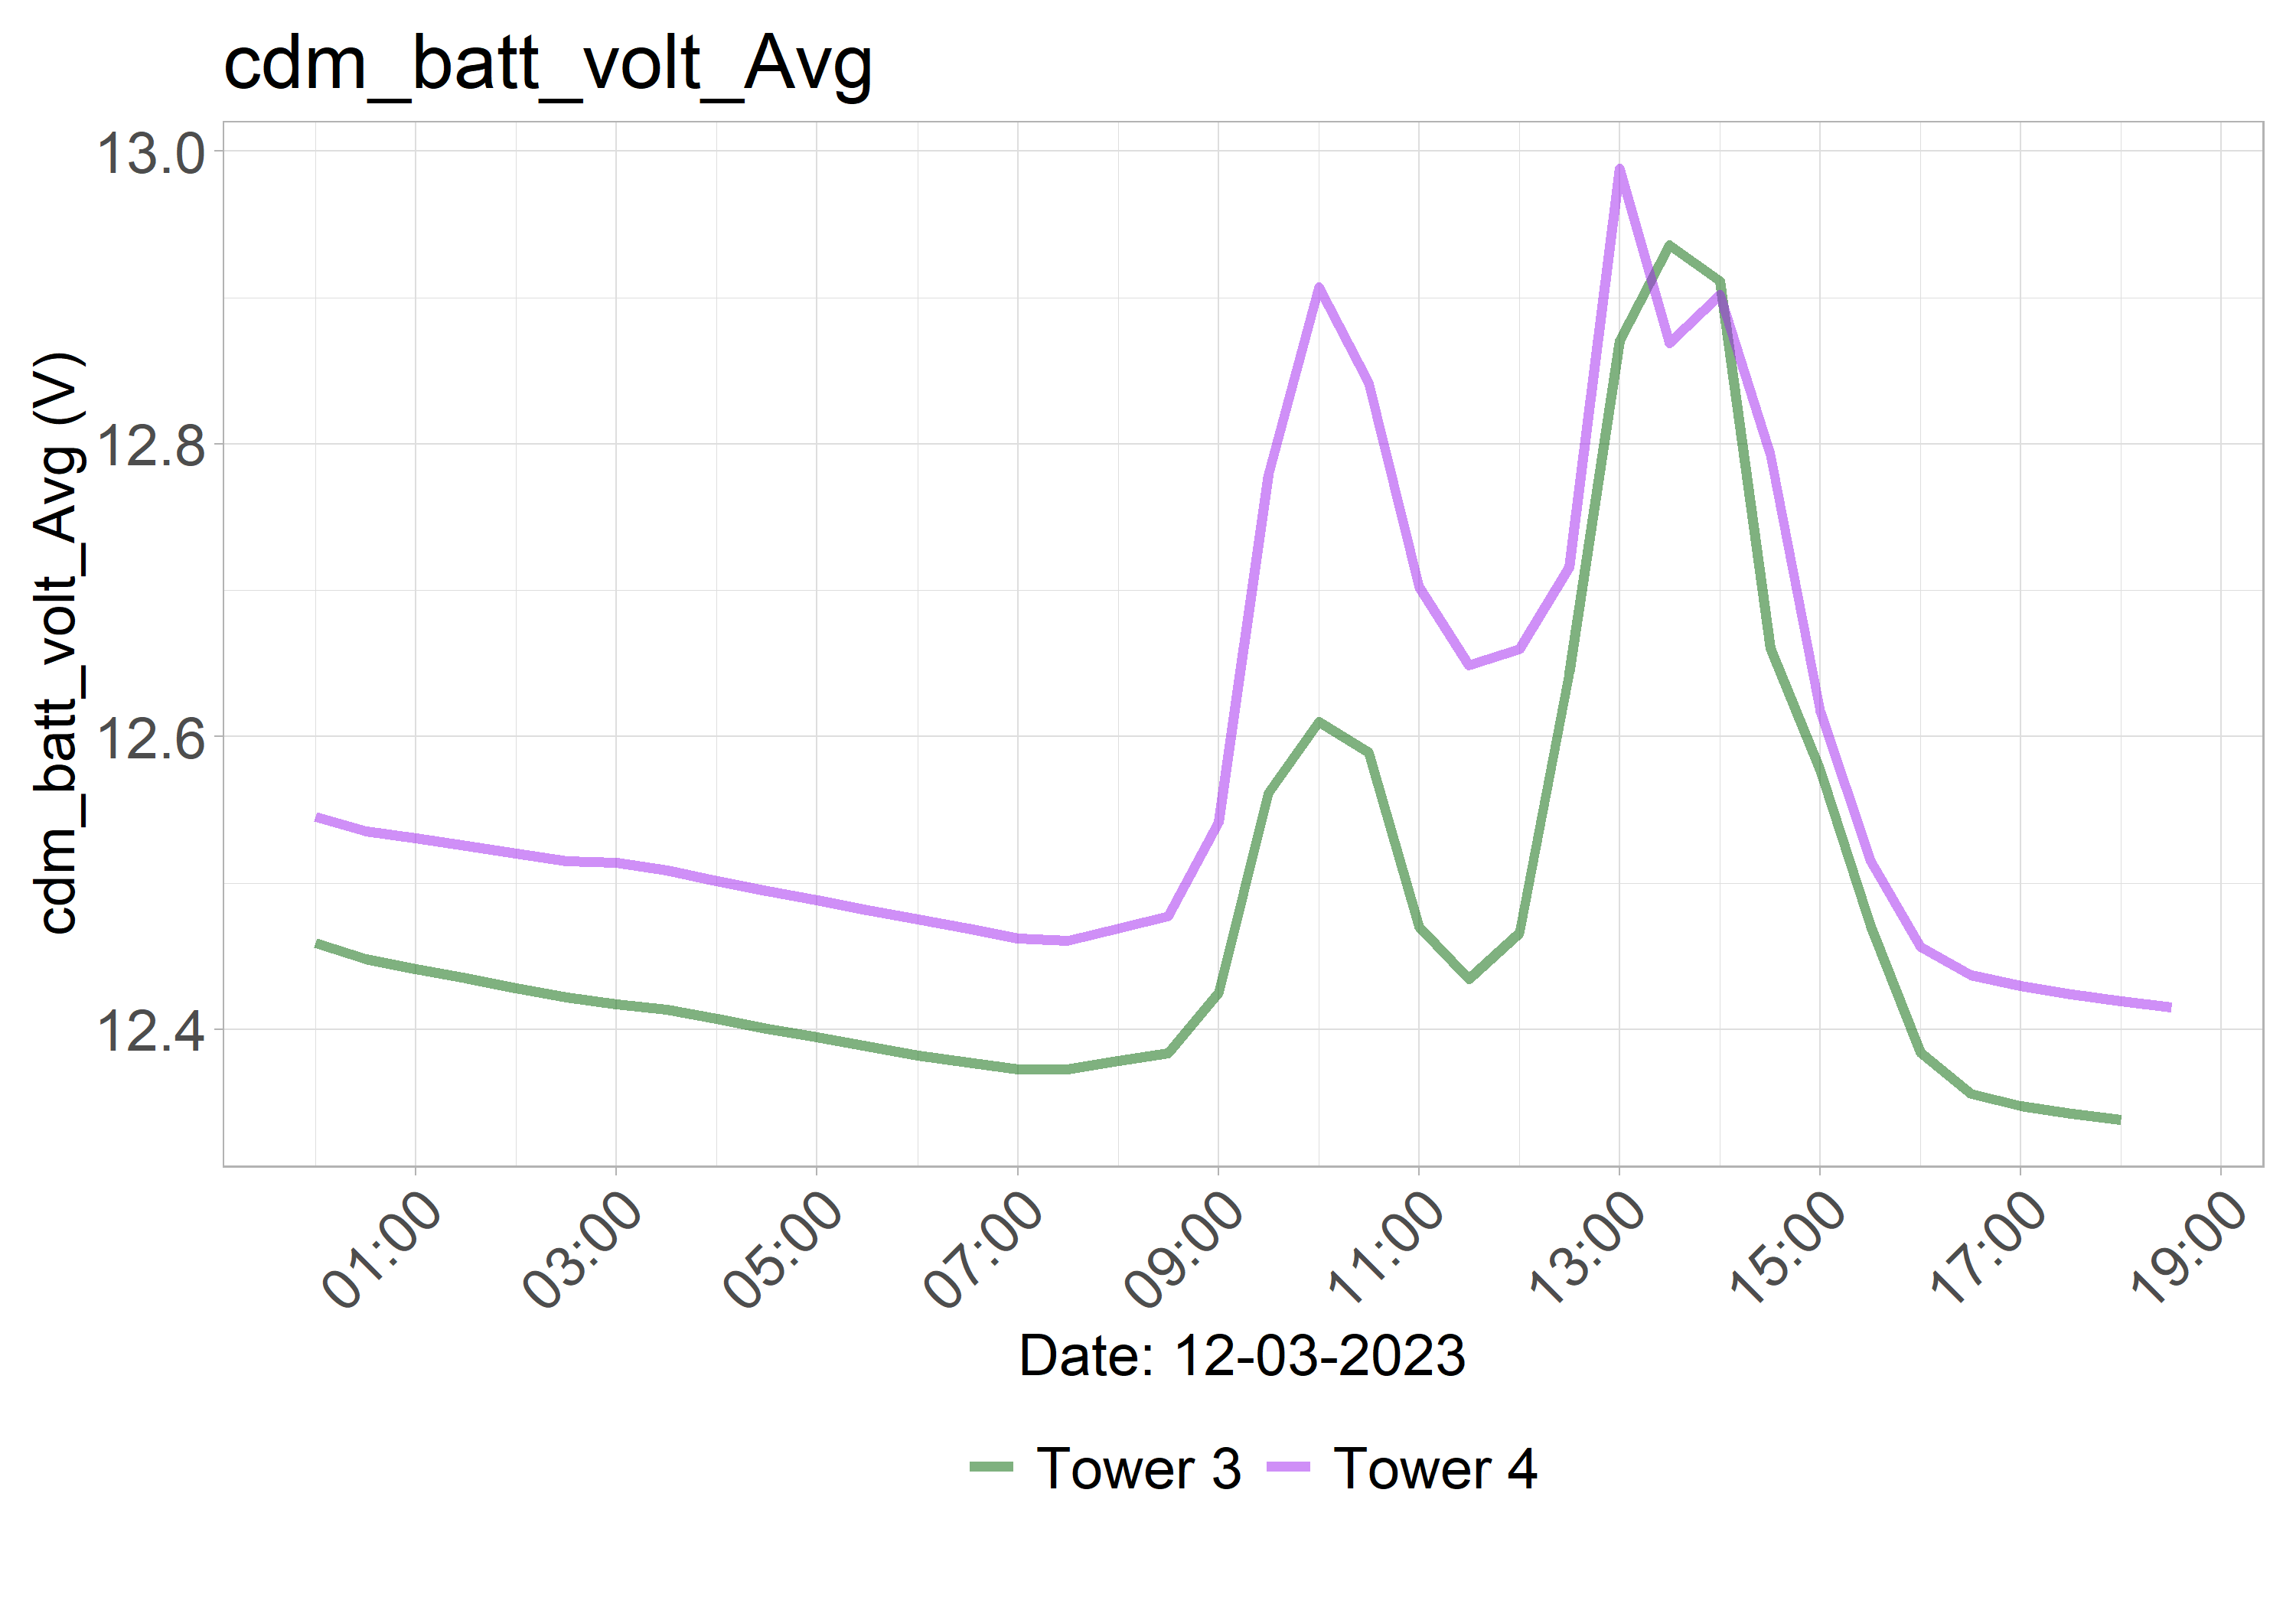 cdm_batt_volt_Avg
cdm_batt_volt_Avg (V)
13.0
12.8
12.6
12.4
01:00 03:00 05:00 07:00 09:00 11:00 13:00 15:00 17:00 19:00
Date: 12-03-2023
Tower 3 Tower 4